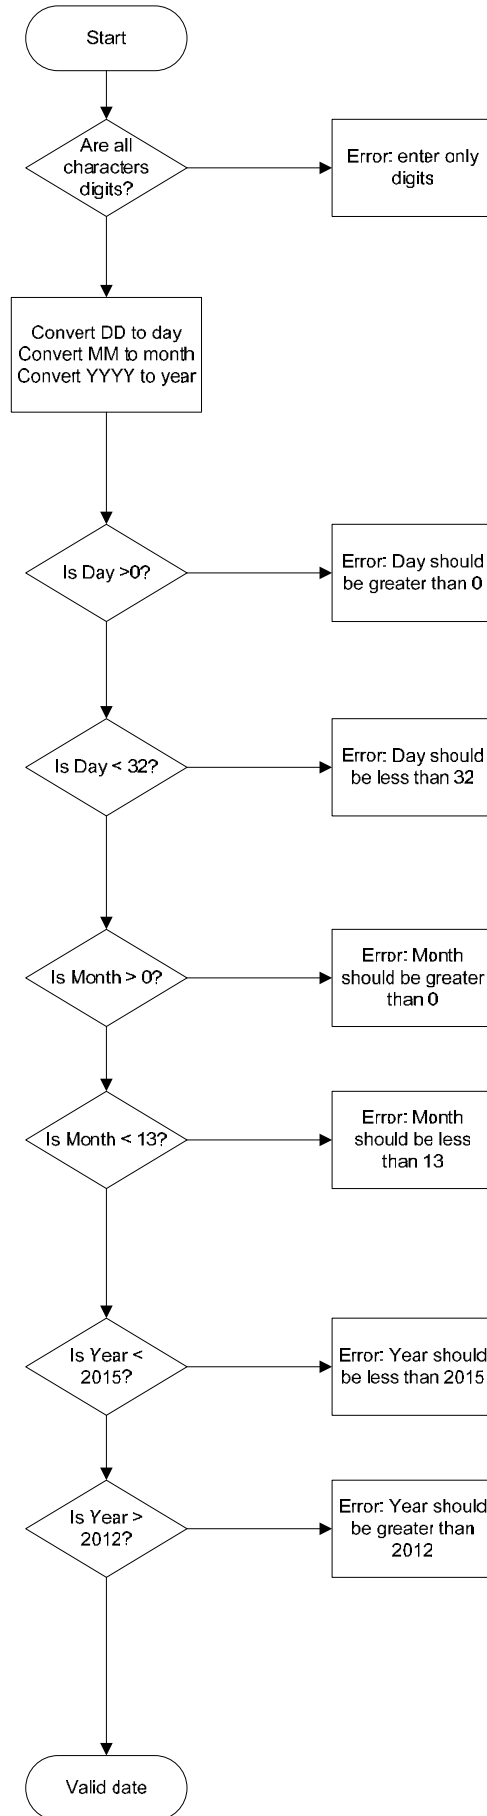 Start
Are all
characters
digits?
Error: enter only
digits
Convert DD to day
Convert MM to month
Convert YYYY to year
Is Day >0?
Error: Day should
be greater than 0
Is Day < 32?
Error: Day should
be less than 32
Is Month > 0?
Error: Month
should be greater
than 0
Is Month < 13?
Error: Month
should be less
than 13
Is Year <
2015?
Error: Year should
be less than 2015
Is Year >
2012?
Error: Year should
be greater than
2012
Valid date